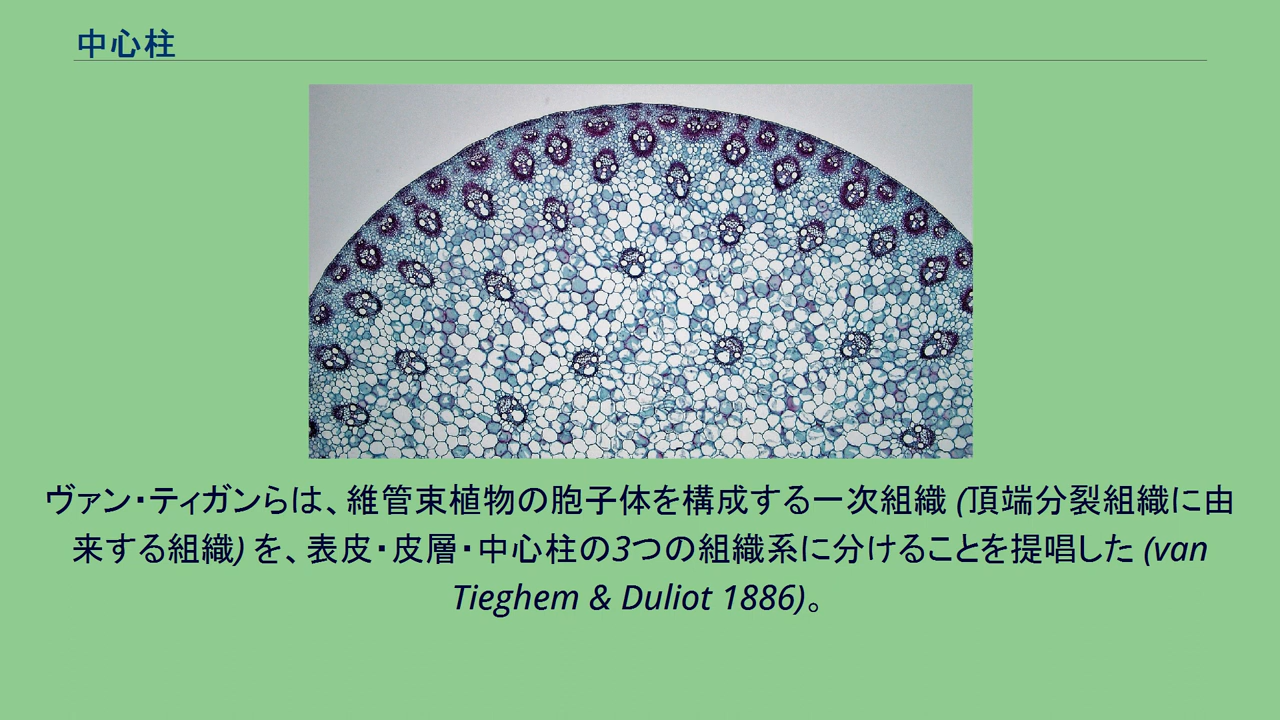 中心柱
ヴァン・ティガンらは、維管束植物の胞子体を構成する一次組織 (頂端分裂組織に由
来する組織) を、表皮・皮層・中心柱の3つの組織系に分けることを提唱した (van
Tieghem & Duliot 1886)。